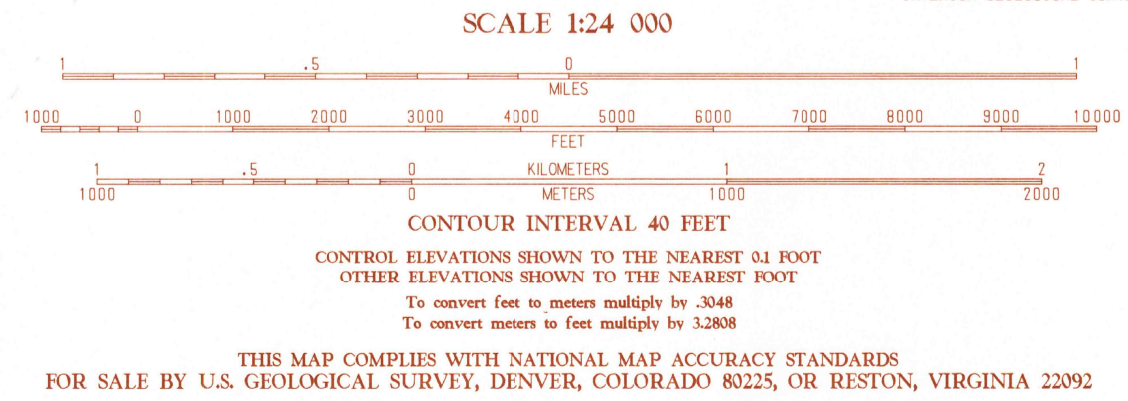 SCALE 1:24 000
1 .5 0 1
MILES
1000 0 1000 2000 3000 4000 5000 6000 7000 8000 9000 10000
FEET
1 .5 0 KILOMETERS 1 2
1000 0 METERS 1000 2000
CONTOUR INTERVAL 40 FEET
CONTROL ELEVATIONS SHOWN TO THE NEAREST 0.1 FOOT
OTHER ELEVATIONS SHOWN TO THE NEAREST FOOT
To convert feet to meters multiply by .3048
To convert meters to feet multiply by 3.2808
THIS MAP COMPLIES WITH NATIONAL MAP ACCURACY STANDARDS
FOR SALE BY U.S. GEOLOGICAL SURVEY, DENVER, COLORADO 80225, OR RESTON, VIRGINIA 22092